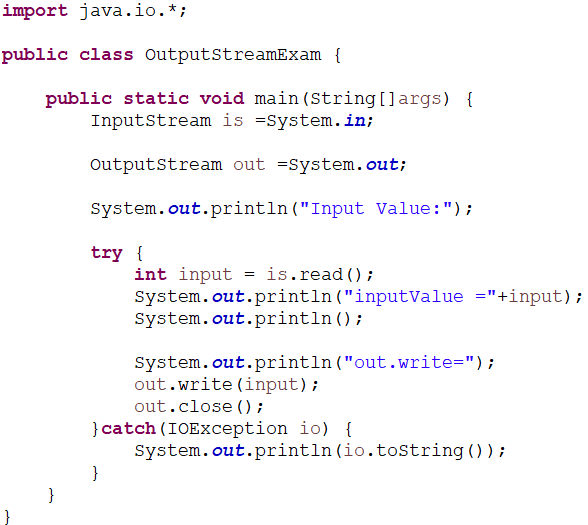 import java.io.*;
public class OutputStreamExam {
public static void main(String[]args) {
InputStream is =System.in;
OutputStream out =System.out;
System.out.println("Input Value:");
try {
int input = is.read();
System.out.println("inputValue ="+input);
System.out.println();
System.out.println("out.write=");
out.write(input);
out.close();
}catch(IOException io) {
System.out.println(io.toString());
}
}
}